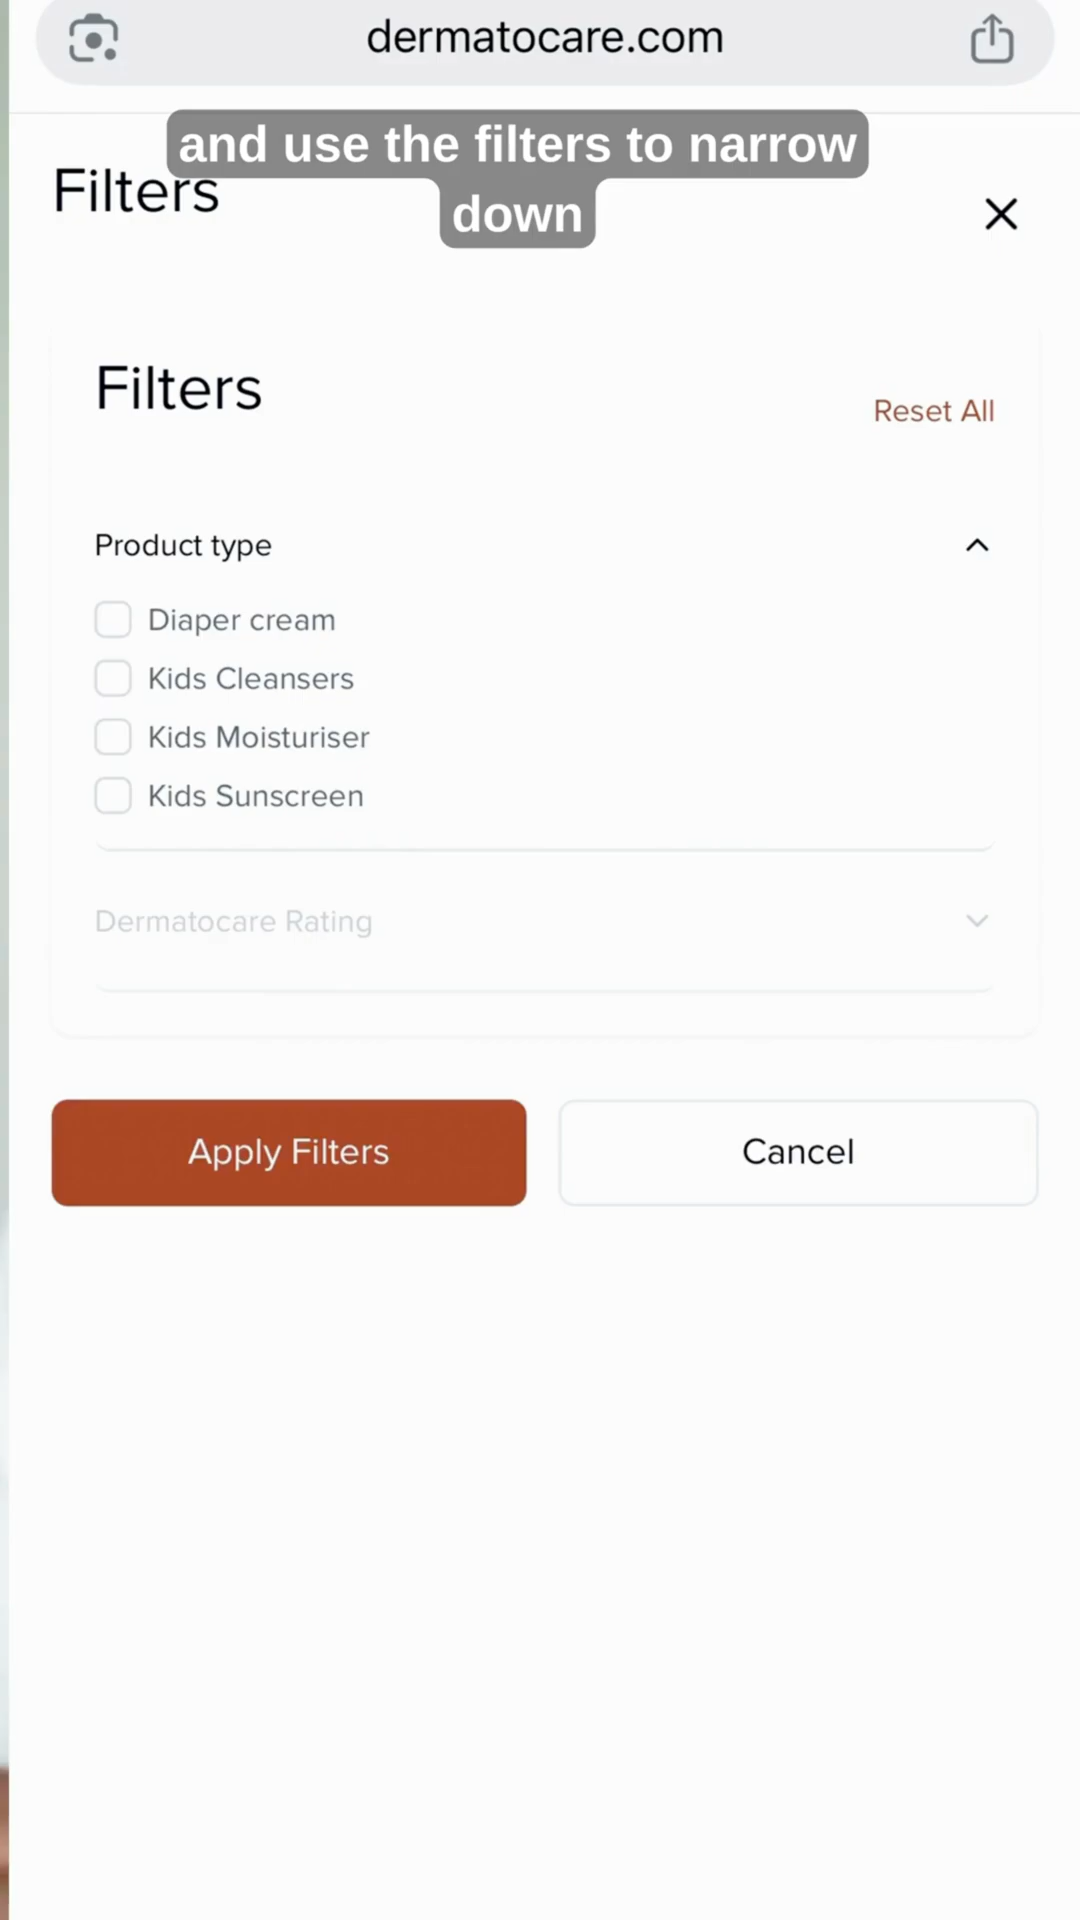 dermatocare.com
and use the filters to narrow
down
Filters
Filters
Reset All
Product type
Diaper cream
Kids Cleansers
Kids Moisturiser
Kids Sunscreen
Dermatocare Rating
Apply Filters
Cancel